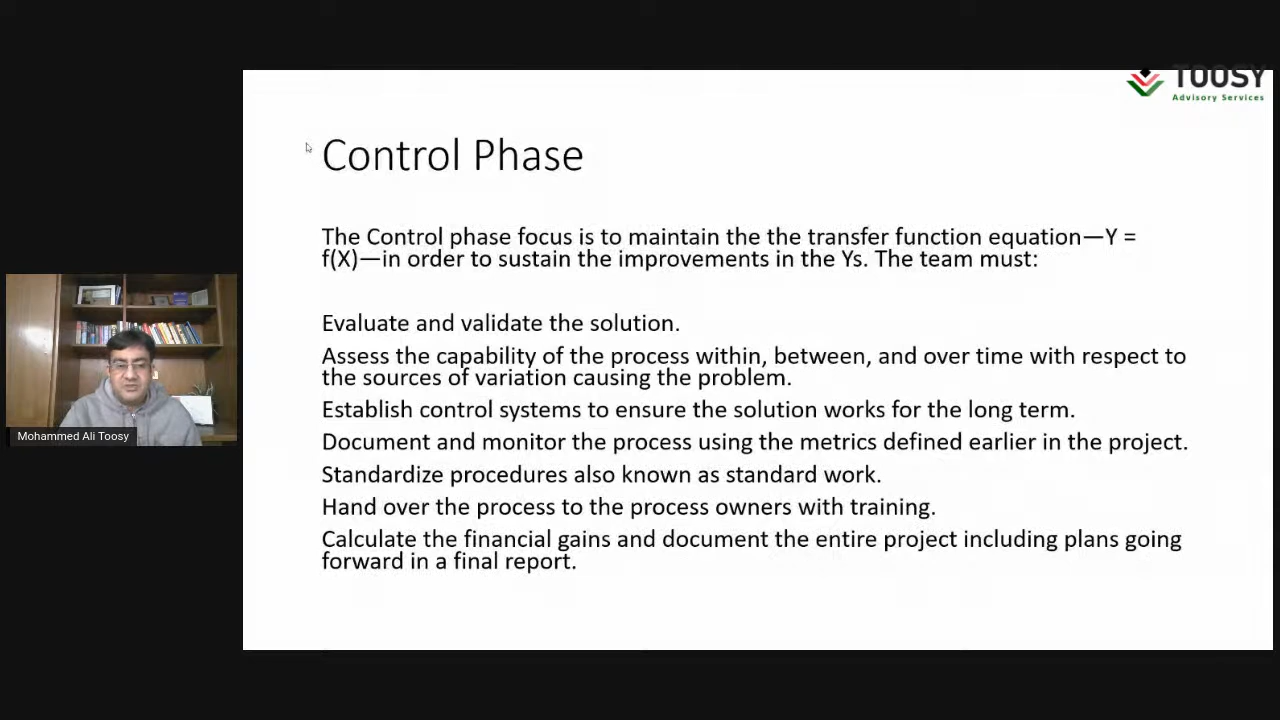 TOOSY
Advisory Services
Control Phase
The Control phase focus is to maintain the the transfer function equation—Y =
f(X)—in order to sustain the improvements in the Ys. The team must:
Evaluate and validate the solution.
Assess the capability of the process within, between, and over time with respect to
the sources of variation causing the problem.
Establish control systems to ensure the solution works for the long term.
Document and monitor the process using the metrics defined earlier in the project.
Standardize procedures also known as standard work.
Hand over the process to the process owners with training.
Calculate the financial gains and document the entire project including plans going
forward in a final report.
Mohammed Ali Toosy